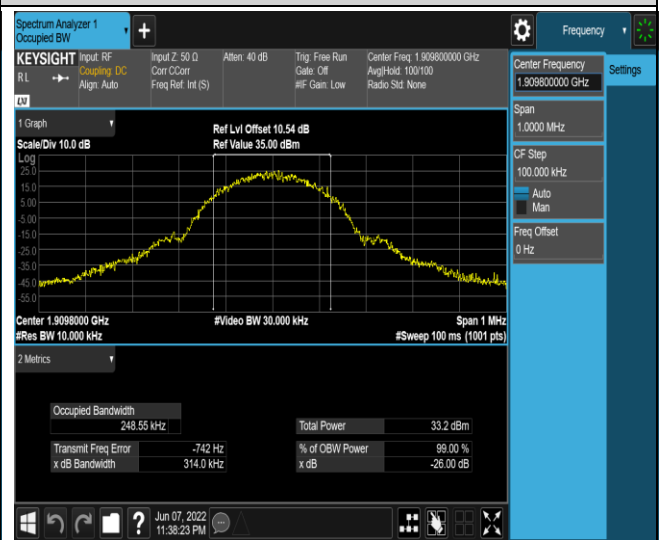 Spectrum Analyzer 1
Occupied BW
+
Frequency
KEYSIGHT Input: RF Input Z: 50 Ω Atten: 40 dB Trig: Free Run Center Freq: 1.909800000 GHz
RL Coupling: DC Corr CCorr Gate: Off Avg|Hold: 100/100
Align: Auto Freq Ref: Int (S) #IF Gain: Low Radio Std: None
LXI
Center Frequency
1.909800000 GHz
Settings
Span
1.0000 MHz
CF Step
100.000 kHz
Auto
Man
Freq Offset
0 Hz
1 Graph
Ref Lvl Offset 10.54 dB
Scale/Div 10.0 dB Ref Value 35.00 dBm
Log
25.0
15.0
5.00
-5.00
-15.0
-25.0
-35.0
-45.0
-55.0
Center 1.9098000 GHz #Video BW 30.000 kHz Span 1 MHz
#Res BW 10.000 kHz #Sweep 100 ms (1001 pts)
2 Metrics
Occupied Bandwidth
248.55 kHz Total Power 33.2 dBm
Transmit Freq Error -742 Hz % of OBW Power 99.00 %
x dB Bandwidth 314.0 kHz x dB -26.00 dB
? Jun 07, 2022
11:38:23 PM